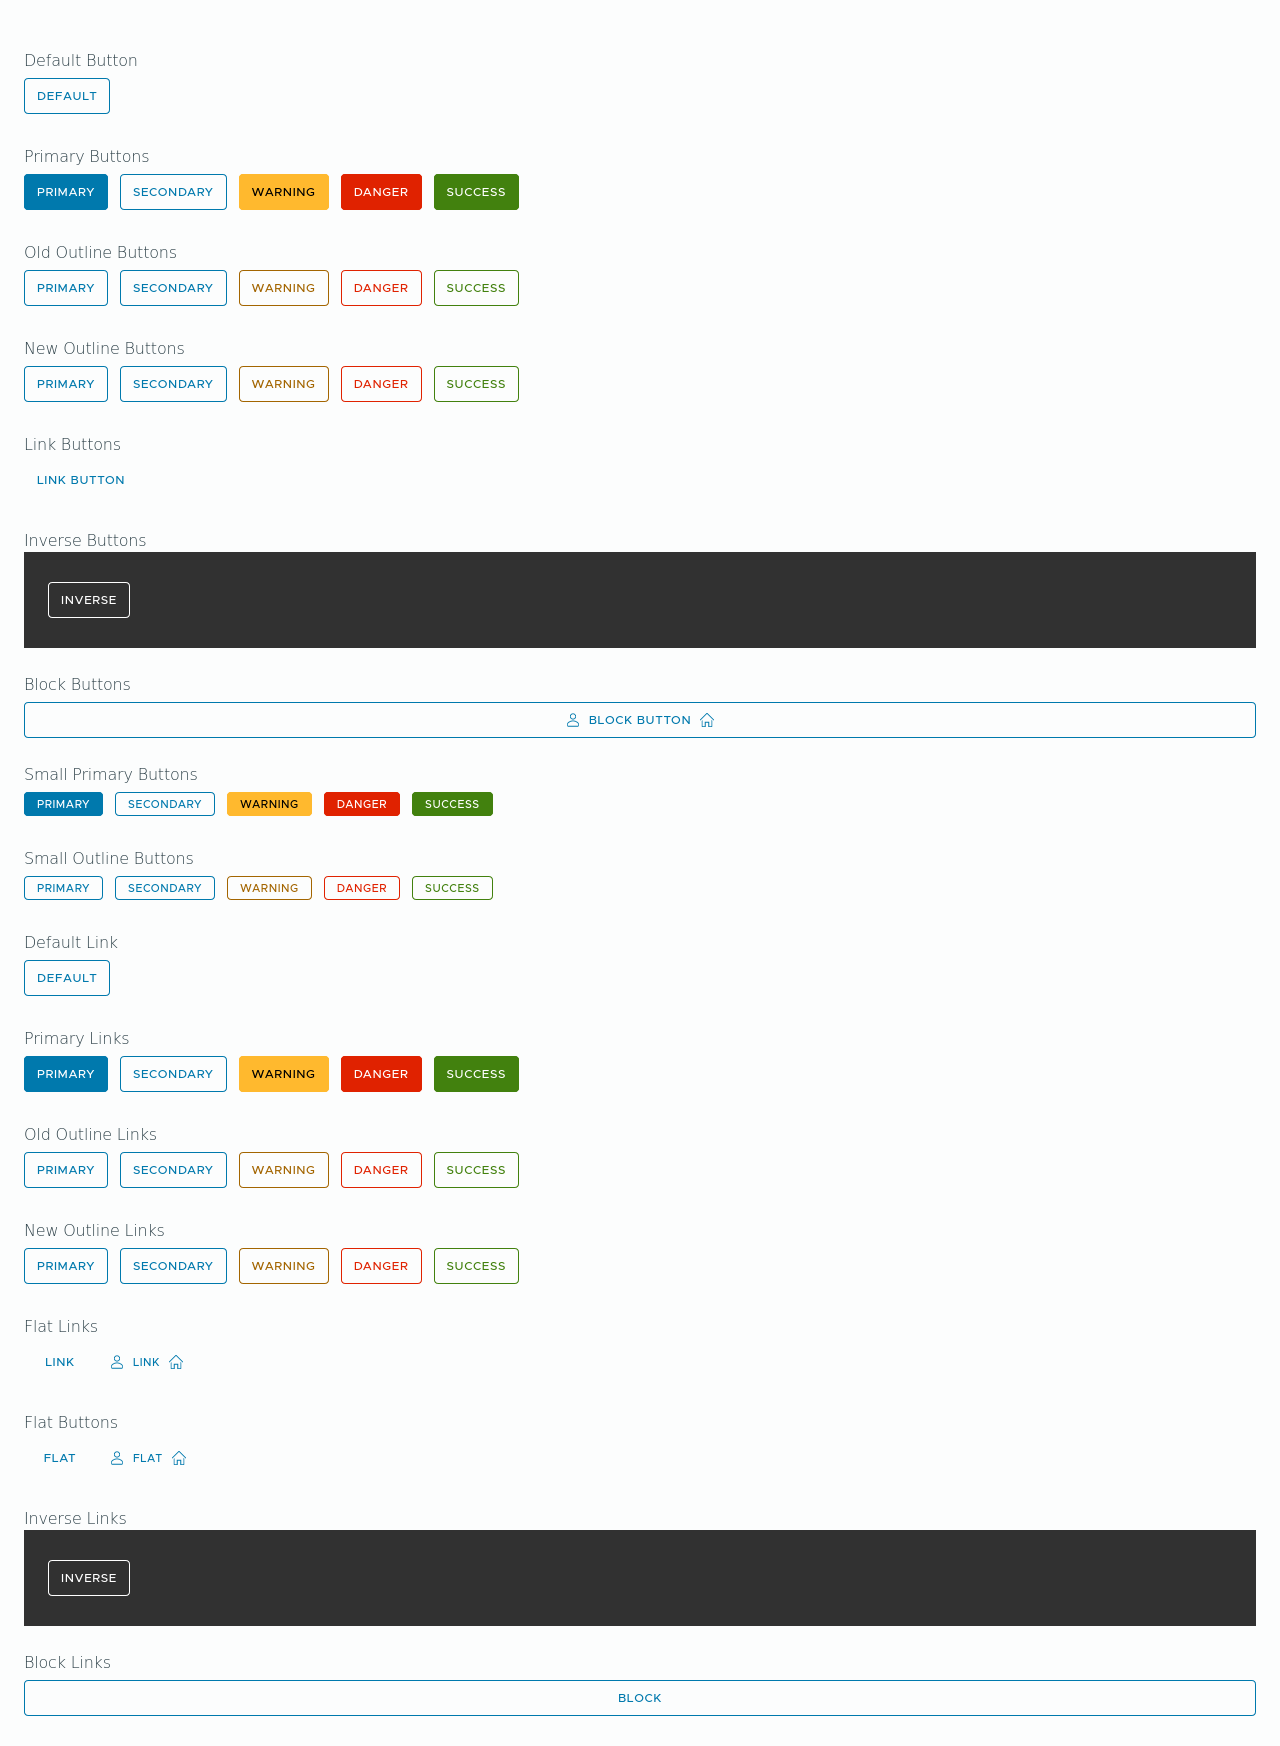 Default Button
DEFAULT
Primary Buttons
PRIMARY SECONDARY WARNING DANGER SUCCESS
Old Outline Buttons
PRIMARY SECONDARY WARNING DANGER SUCCESS
New Outline Buttons
PRIMARY SECONDARY WARNING DANGER SUCCESS
Link Buttons
LINK BUTTON
Inverse Buttons
INVERSE
Block Buttons
BLOCK BUTTON
Small Primary Buttons
PRIMARY SECONDARY WARNING DANGER SUCCESS
Small Outline Buttons
PRIMARY SECONDARY WARNING DANGER SUCCESS
Default Link
DEFAULT
Primary Links
PRIMARY SECONDARY WARNING DANGER SUCCESS
Old Outline Links
PRIMARY SECONDARY WARNING DANGER SUCCESS
New Outline Links
PRIMARY SECONDARY WARNING DANGER SUCCESS
Flat Links
LINK LINK
Flat Buttons
FLAT FLAT
Inverse Links
INVERSE
Block Links
BLOCK